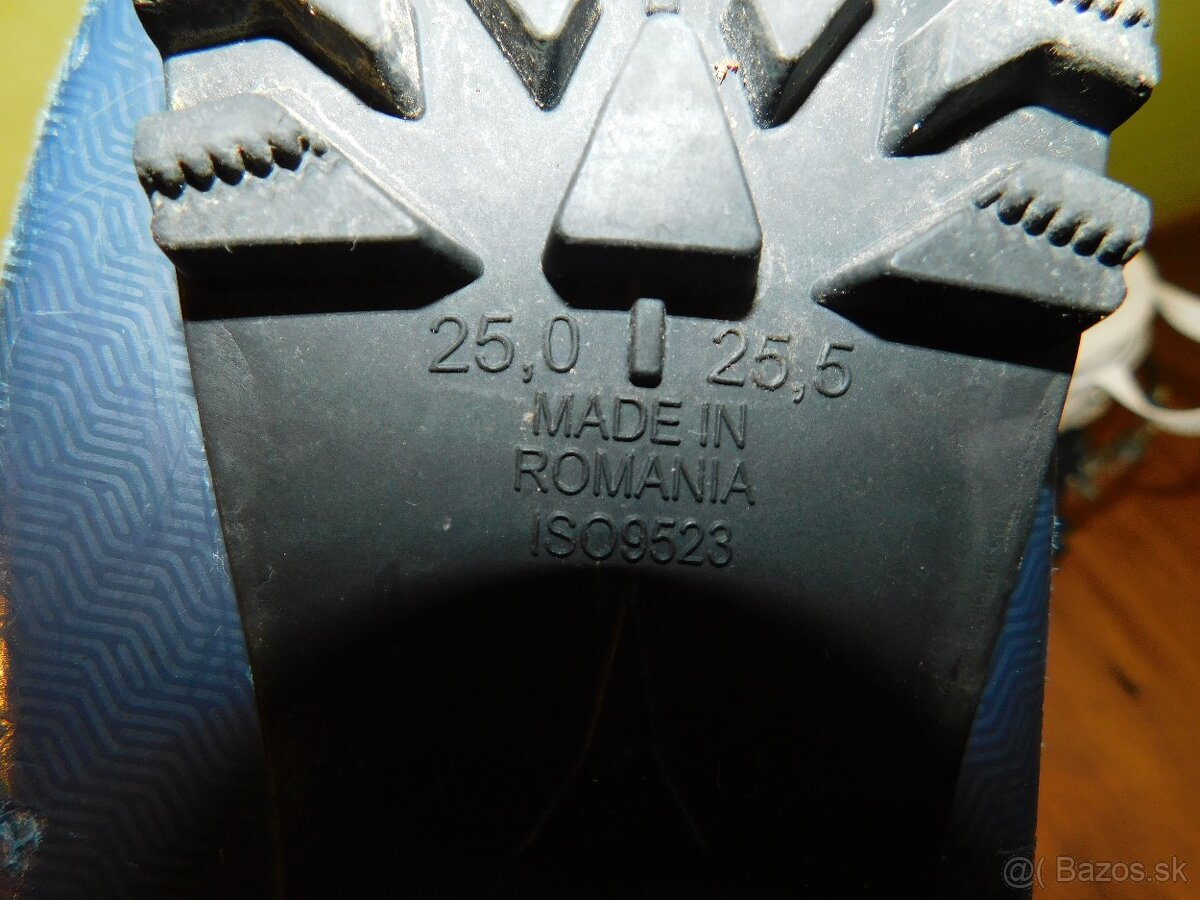 25,0 25,5
MADE IN
ROMANIA
ISO9523
@( Bazos.sk